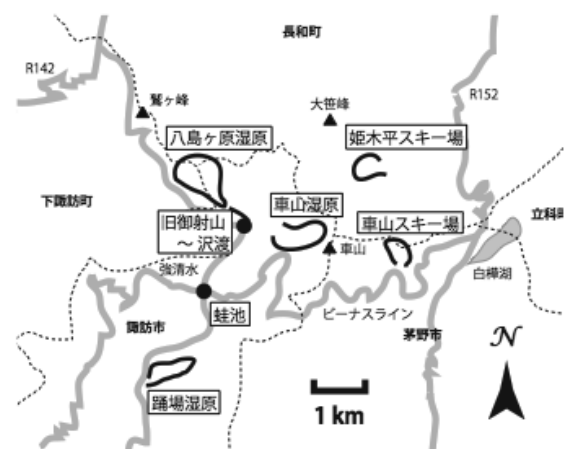 長和町
R142
鷲ヶ峰
大笹峰
R152
八島ヶ原湿原
姫木平スキー場
下諏訪町
車山湿原
立科町
旧御射山
～沢渡
車山スキー場
車山
強清水
白樺湖
蛙池
ビーナスライン
諏訪市
茅野市
N
踊場湿原
1 km